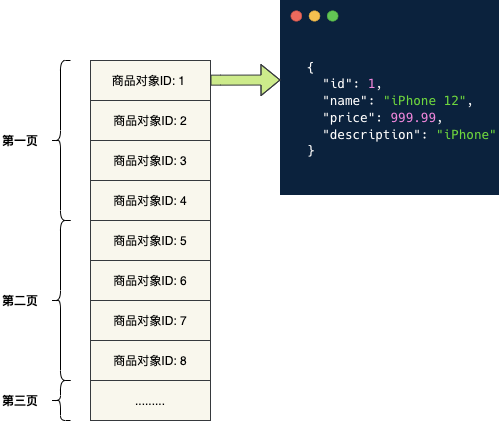 第一页
商品对象ID: 1
商品对象ID: 2
商品对象ID: 3
商品对象ID: 4
第二页
商品对象ID: 5
商品对象ID: 6
商品对象ID: 7
商品对象ID: 8
第三页
.........
{
"id": 1,
"name": "iPhone 12",
"price": 999.99,
"description": "iPhone"
}